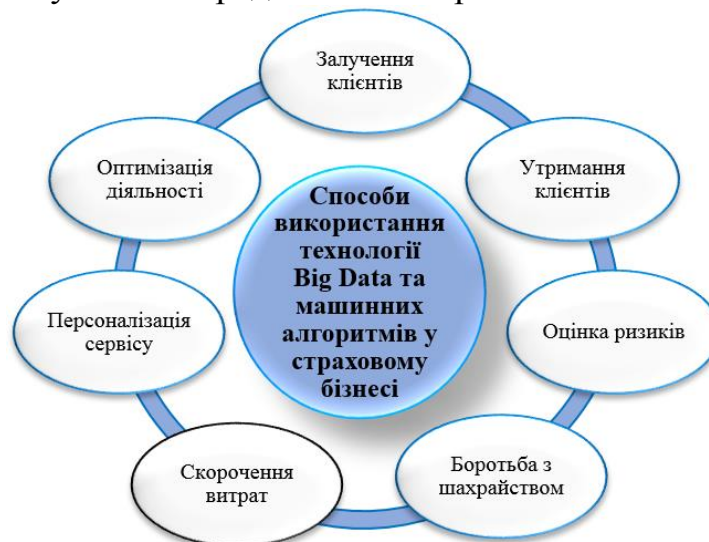 Залучення
клієнтів
Утримання
клієнтів
Оцінка ризиків
Боротьба з
шахрайством
Скорочення
витрат
Персоналізація
сервісу
Оптимізація
діяльності
Способи
використання
технології
Big Data та
машинних
алгоритмів у
страховому
бізнесі